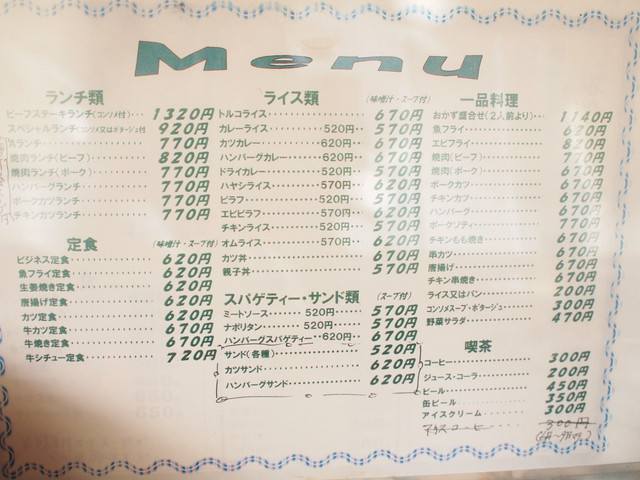 Menu
ランチ類
ビーフステーキランチ(コンソメ付)‥ 1320円
スペシャルランチ(コンソメ又はポタージュ付 920円
Aランチ‥‥‥‥‥‥ 770円
焼肉ランチ(ビーフ)‥‥‥ 820円
焼肉ランチ(ポーク)‥‥‥ 770円
ハンバーグランチ‥‥‥‥ 770円
ポークカツランチ‥‥‥‥ 770円
チキンカツランチ‥‥‥‥ 770円
定食 (味噌汁・スープ付)
ビジネス定食‥‥‥‥ 620円
魚フライ定食‥‥‥‥ 620円
生姜焼き定食‥‥‥‥ 620円
唐揚げ定食‥‥‥‥ 620円
カツ定食‥‥‥‥ 620円
牛カツ定食‥‥‥‥ 670円
牛焼き定食‥‥‥‥ 670円
牛シチュー定食‥‥‥‥ 720円
ライス類 (味噌汁・スープ付)
トルコライス‥‥‥‥ 670円
カレーライス‥‥‥520円‥ 570円
カツカレー‥‥‥620円‥ 670円
ハンバーグカレー‥‥620円‥ 670円
ドライカレー‥‥‥520円‥ 570円
ハヤシライス‥‥‥570円‥ 620円
ピラフ‥‥‥520円‥ 570円
エビピラフ‥‥‥570円‥ 620円
チキンライス‥‥‥520円‥ 570円
オムライス‥‥‥570円‥ 620円
カツ丼‥‥‥‥ 670円
親子丼‥‥‥‥ 570円
スパゲティー・サンド類 (スープ付)
ミートソース‥‥520円‥‥ 570円
ナポリタン‥‥520円‥‥ 570円
ハンバーグスパゲティー‥620円‥ 670円
サンド(各種)‥‥‥‥ 520円
カツサンド‥‥‥‥ 620円
ハンバーグサンド‥‥‥‥ 620円
一品料理
おかず盛合せ(2人前より)‥‥ 1140円
魚フライ‥‥‥‥ 620円
エビフライ‥‥‥‥ 820円
焼肉(ビーフ)‥‥‥‥ 770円
焼肉(ポーク)‥‥‥‥ 670円
ポークカツ‥‥‥‥ 670円
チキンカツ‥‥‥‥ 670円
ハンバーグ‥‥‥‥ 670円
ポークソティ‥‥‥‥ 770円
チキンもも焼き‥‥‥‥ 670円
串カツ‥‥‥‥ 670円
唐揚げ‥‥‥‥ 670円
チキン串焼き‥‥‥‥ 570円
ライス又はパン‥‥‥‥ 200円
コンソメスープ・ポタージュ‥‥ 300円
野菜サラダ‥‥‥‥ 470円
喫茶
コーヒー‥‥‥‥ 300円
ジュース・コーラ‥‥‥‥ 200円
ビール‥‥‥‥ 450円
缶ビール‥‥‥‥ 350円
アイスクリーム‥‥‥‥ 300円
アイスコーヒー‥‥‥‥ 300円